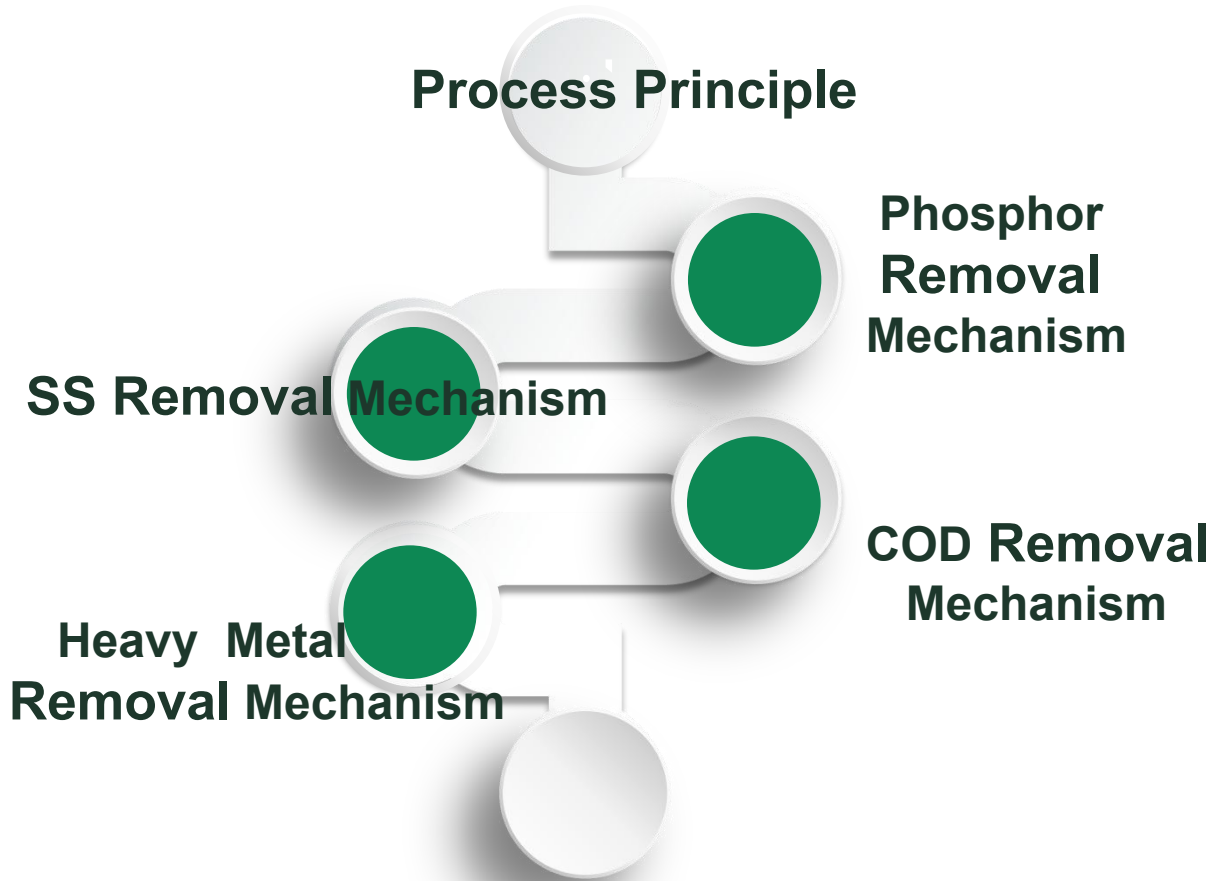 Process Principle
Phosphor
Removal
Mechanism
SS Removal Mechanism
COD Removal
Mechanism
Heavy Metal
Removal Mechanism